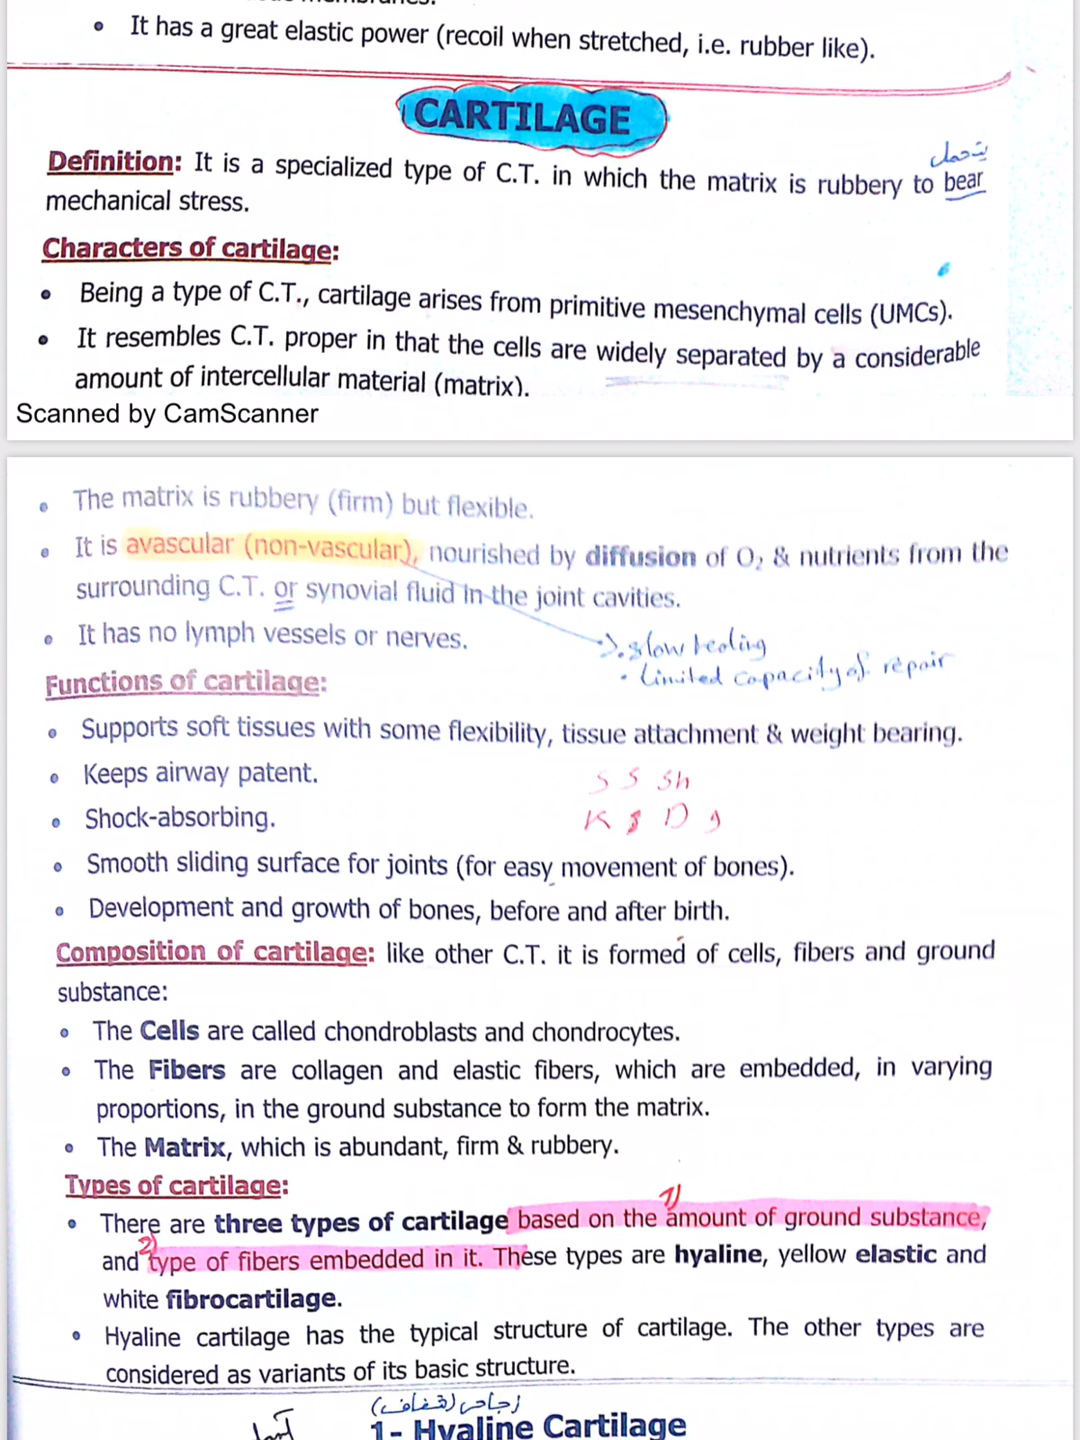 • It has a great elastic power (recoil when stretched, i.e. rubber like).
CARTILAGE
يتحمل
Definition: It is a specialized type of C.T. in which the matrix is rubbery to bear
mechanical stress.
Characters of cartilage:
• Being a type of C.T., cartilage arises from primitive mesenchymal cells (UMCs).
• It resembles C.T. proper in that the cells are widely separated by a considerable
amount of intercellular material (matrix).
Scanned by CamScanner
• The matrix is rubbery (firm) but flexible.
• It is avascular (non-vascular), nourished by diffusion of O₂ & nutrients from the
surrounding C.T. or synovial fluid in the joint cavities.
• It has no lymph vessels or nerves.
• slow healing
• Limited capacity of repair
Functions of cartilage:
• Supports soft tissues with some flexibility, tissue attachment & weight bearing.
• Keeps airway patent.
S S Sh
• Shock-absorbing.
• Smooth sliding surface for joints (for easy movement of bones).
• Development and growth of bones, before and after birth.
Composition of cartilage: like other C.T. it is formed of cells, fibers and ground
substance:
• The Cells are called chondroblasts and chondrocytes.
• The Fibers are collagen and elastic fibers, which are embedded, in varying
proportions, in the ground substance to form the matrix.
• The Matrix, which is abundant, firm & rubbery.
Types of cartilage:
1)
• There are three types of cartilage based on the amount of ground substance,
2)
and type of fibers embedded in it. These types are hyaline, yellow elastic and
white fibrocartilage.
• Hyaline cartilage has the typical structure of cartilage. The other types are
considered as variants of its basic structure.
زجاجي (شفاف)
1- Hyaline Cartilage